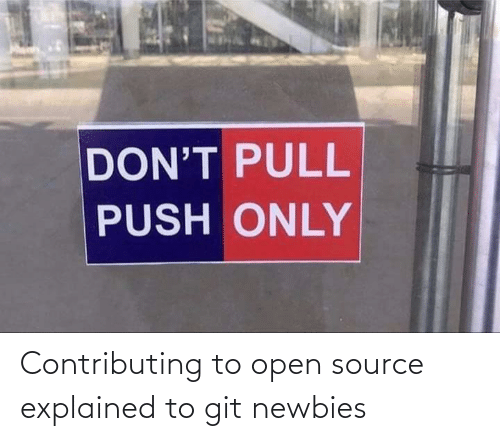 DON'T PULL
PUSH ONLY
Contributing to open source
explained to git newbies